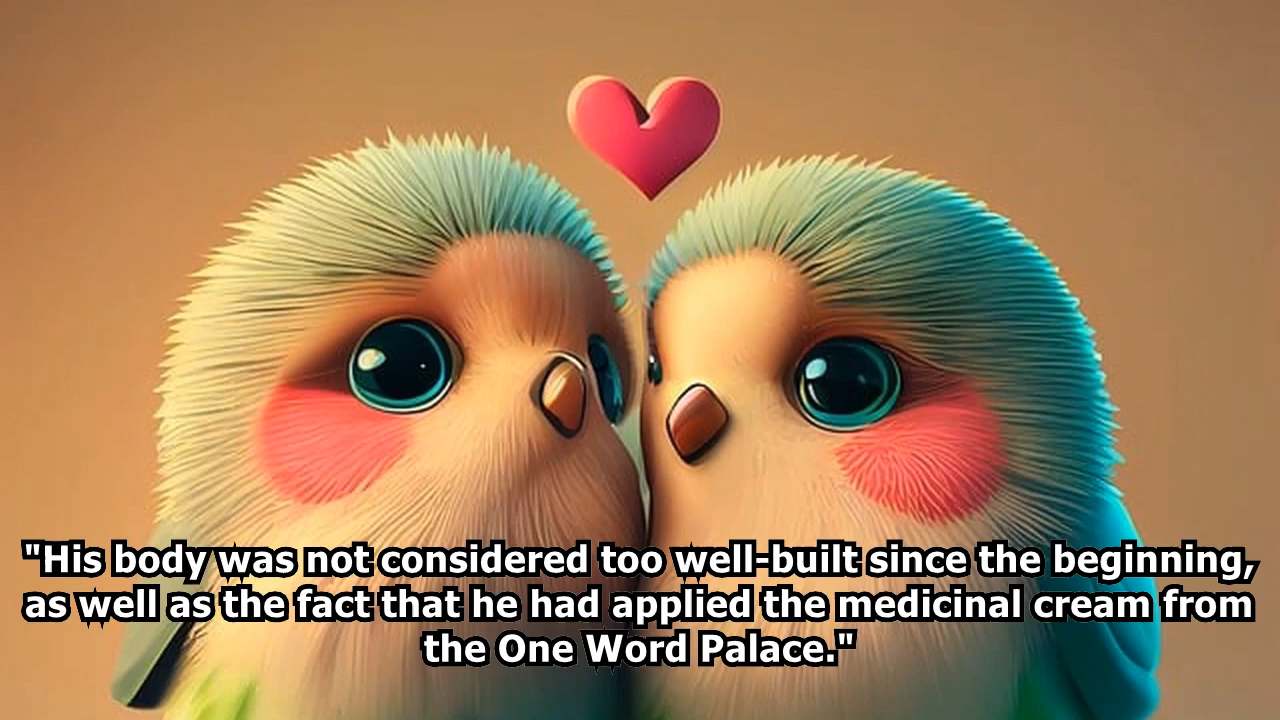 "His body was not considered too well-built since the beginning,
as well as the fact that he had applied the medicinal cream from
the One Word Palace."